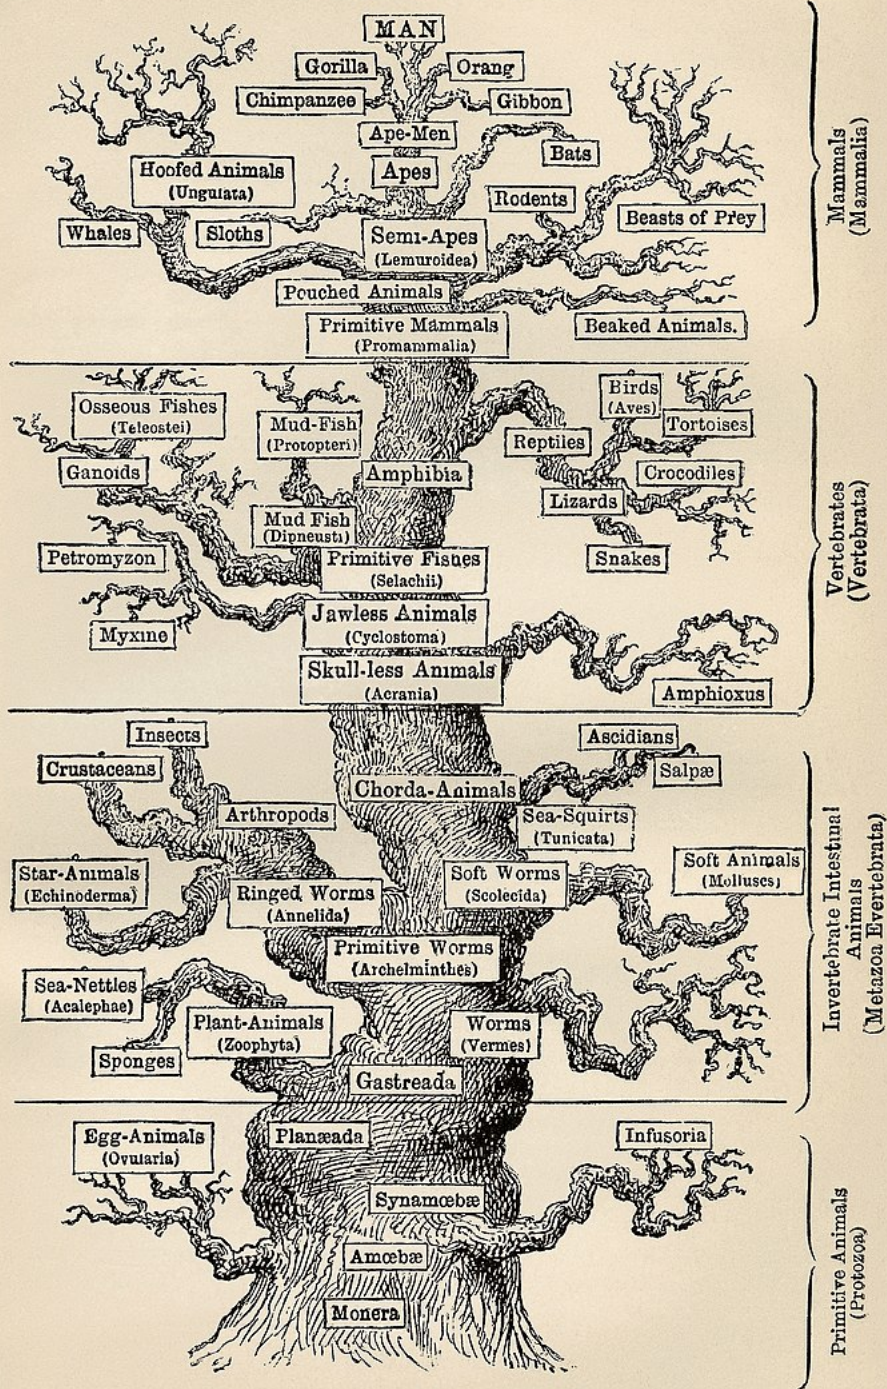 MAN
Gorilla
Orang
Chimpanzee
Gibbon
Ape-Men
Bats
Apes
Hoofed Animals
(Ungulata)
Rodents
Beasts of Prey
Whales
Sloths
Semi-Apes
(Lemuroidea)
Pouched Animals
Primitive Mammals
(Promammalia)
Beaked Animals.
Mammals
(Mammalia)
Osseous Fishes
(Teleostei)
Mud-Fish
(Protopteri)
Birds
(Aves)
Tortoises
Reptiles
Ganoids
Amphibia
Crocodiles
Lizards
Mud Fish
(Dipneusti)
Petromyzon
Primitive Fishes
(Selachii)
Snakes
Myxine
Jawless Animals
(Cyclostoma)
Skull-less Animals
(Acrania)
Amphioxus
Vertebrates
(Vertebrata)
Insects
Ascidians
Crustaceans
Salpæ
Chorda-Animals
Arthropods
Sea-Squirts
(Tunicata)
Star-Animals
(Echinoderma)
Ringed Worms
(Annelida)
Soft Worms
(Scolecida)
Soft Animals
(Molluscs)
Primitive Worms
(Archelminthes)
Sea-Nettles
(Acalephae)
Plant-Animals
(Zoophyta)
Worms
(Vermes)
Sponges
Gastreada
Invertebrate Intestinal
Animals
(Metazoa Evertebrata)
Egg-Animals
(Ovularia)
Planæada
Infusoria
Synamœbæ
Amœbæ
Monera
Primitive Animals
(Protozoa)